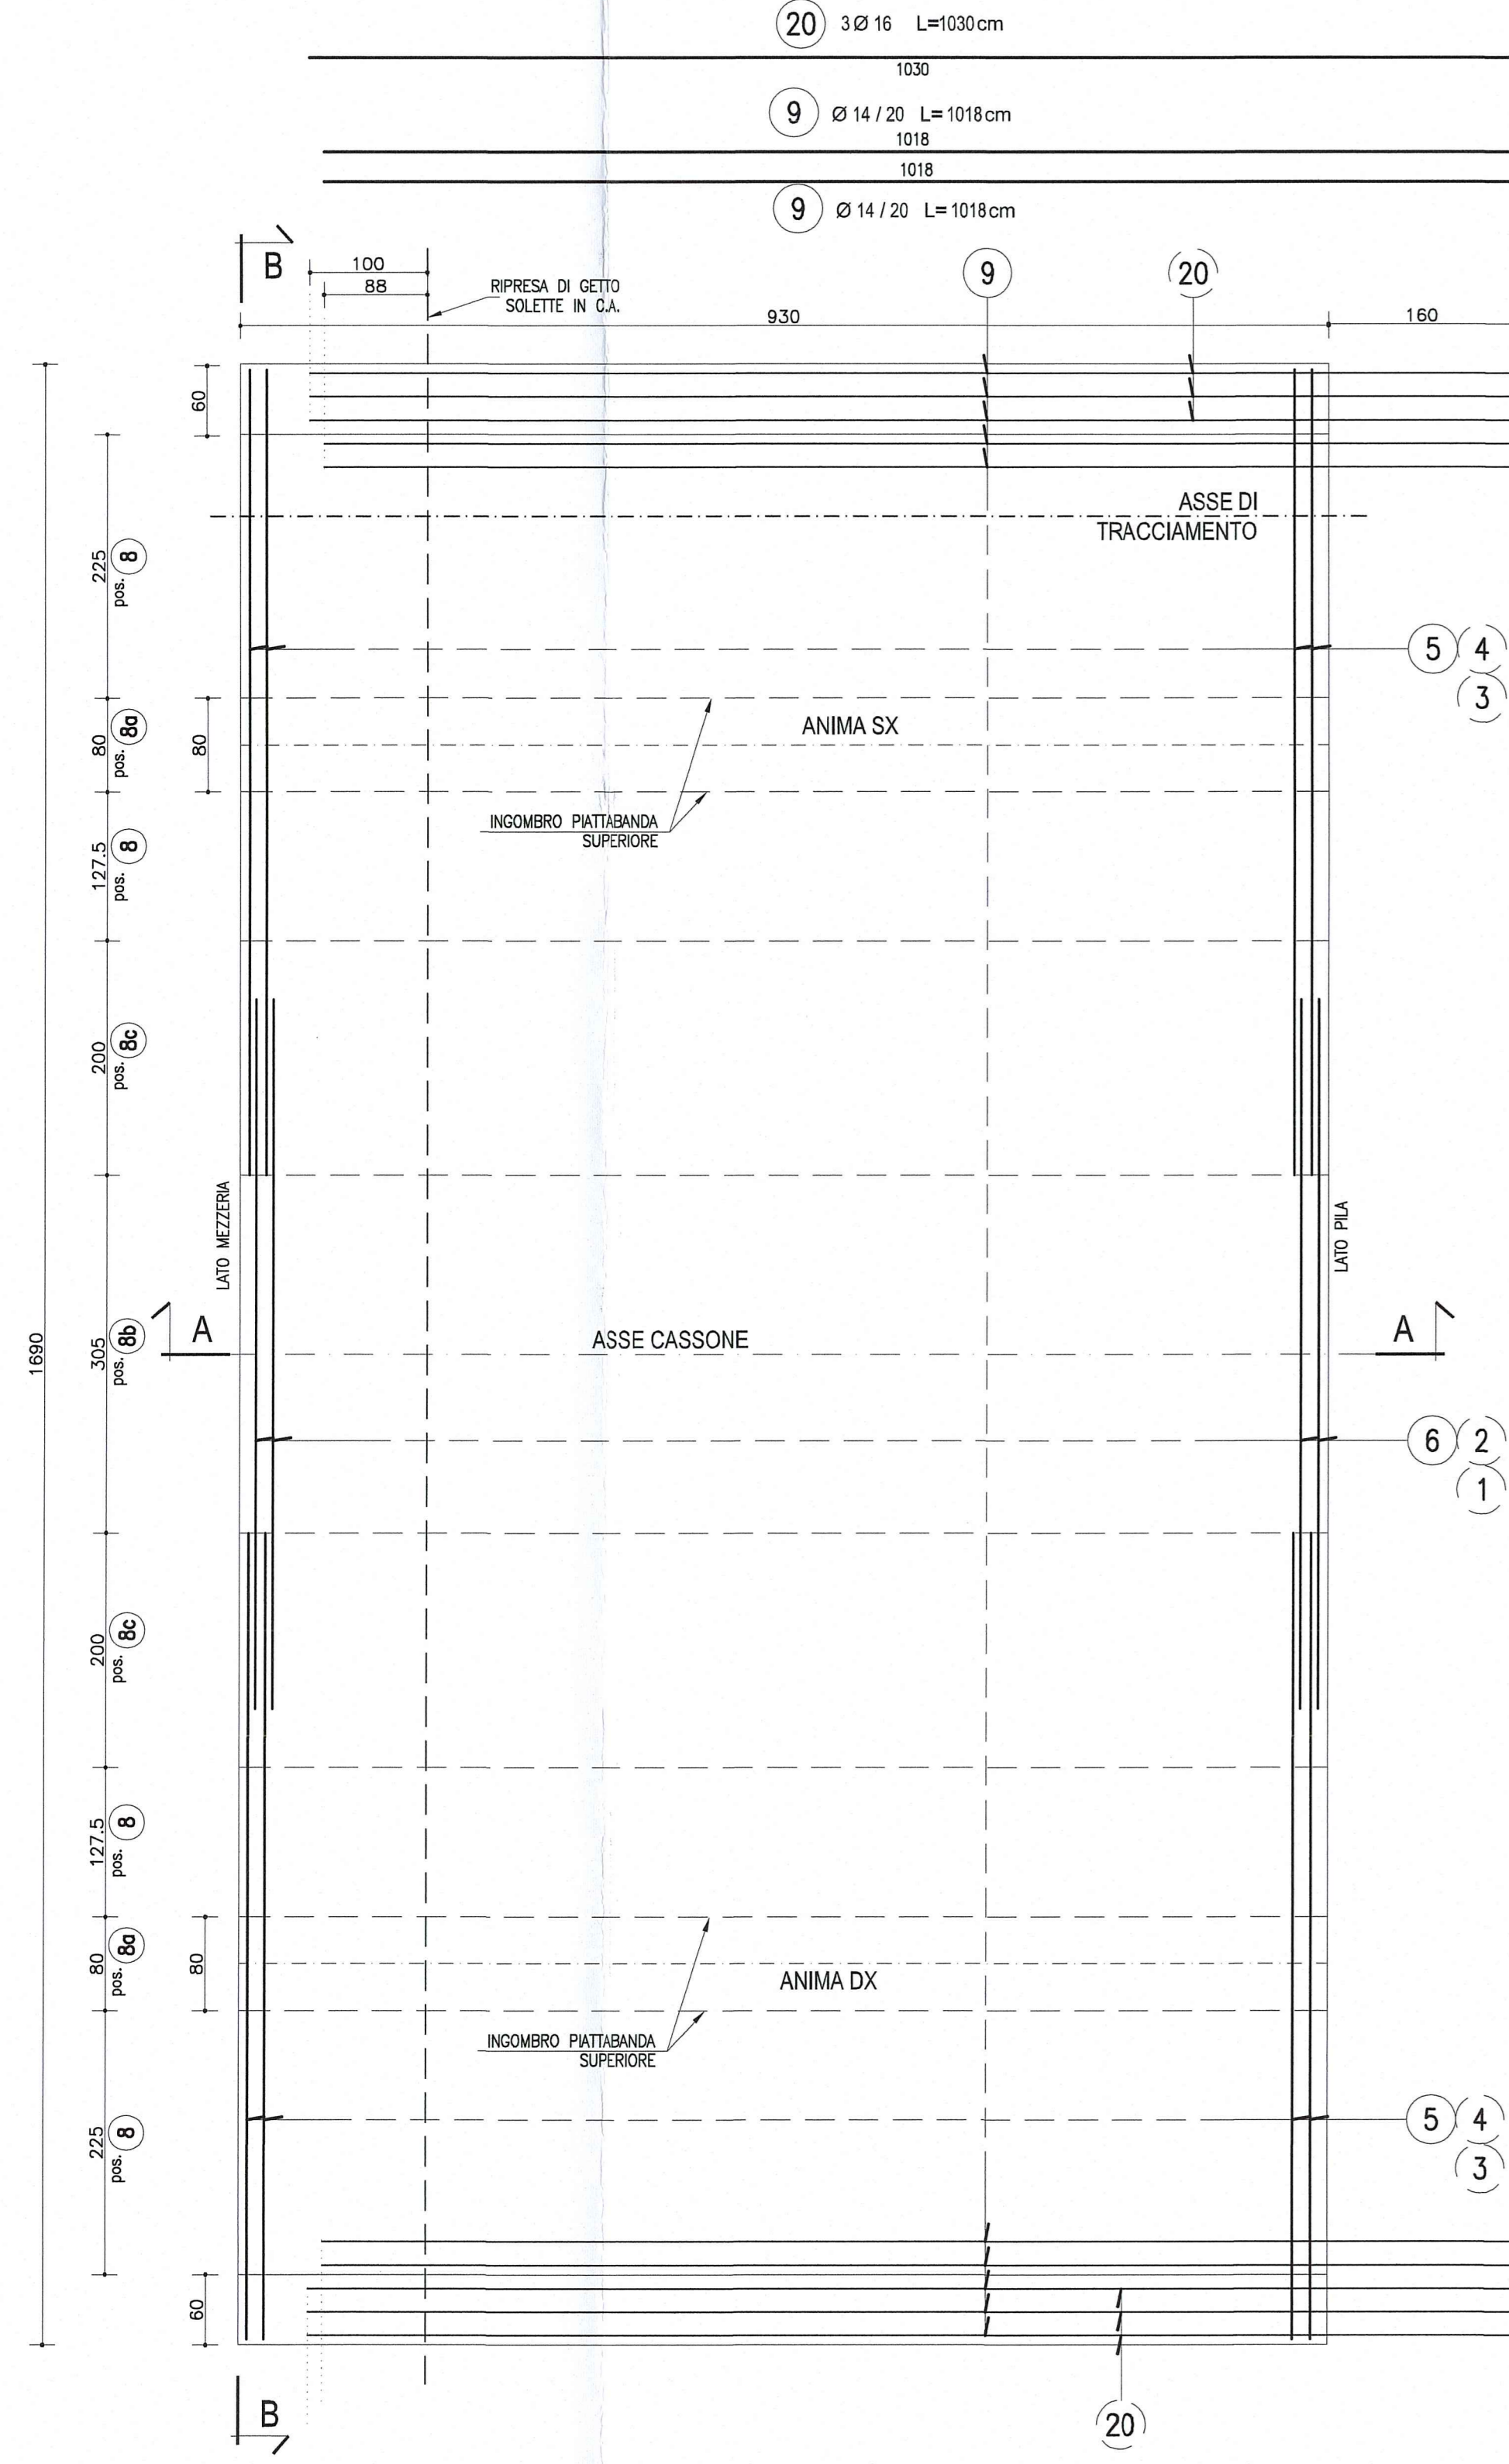 20 3 Ø 16 L=1030cm
1030
9 Ø 14 / 20 L= 1018cm
1018
1018
9 Ø 14 / 20 L= 1018cm
B
100
88
RIPRESA DI GETTO
SOLETTE IN C.A.
9
20
930
160
60
ASSE DI
TRACCIAMENTO
225
pos. 8
5 4
3
80
pos. 8a
80
ANIMA SX
INGOMBRO PIATTABANDA
SUPERIORE
127.5
pos. 8
200
pos. 8c
LATO MEZZERIA
LATO PILA
1690
305
pos. 8b
A
ASSE CASSONE
A
6 2
1
200
pos. 8c
127.5
pos. 8
80
pos. 8a
80
ANIMA DX
INGOMBRO PIATTABANDA
SUPERIORE
225
pos. 8
5 4
3
60
B
20